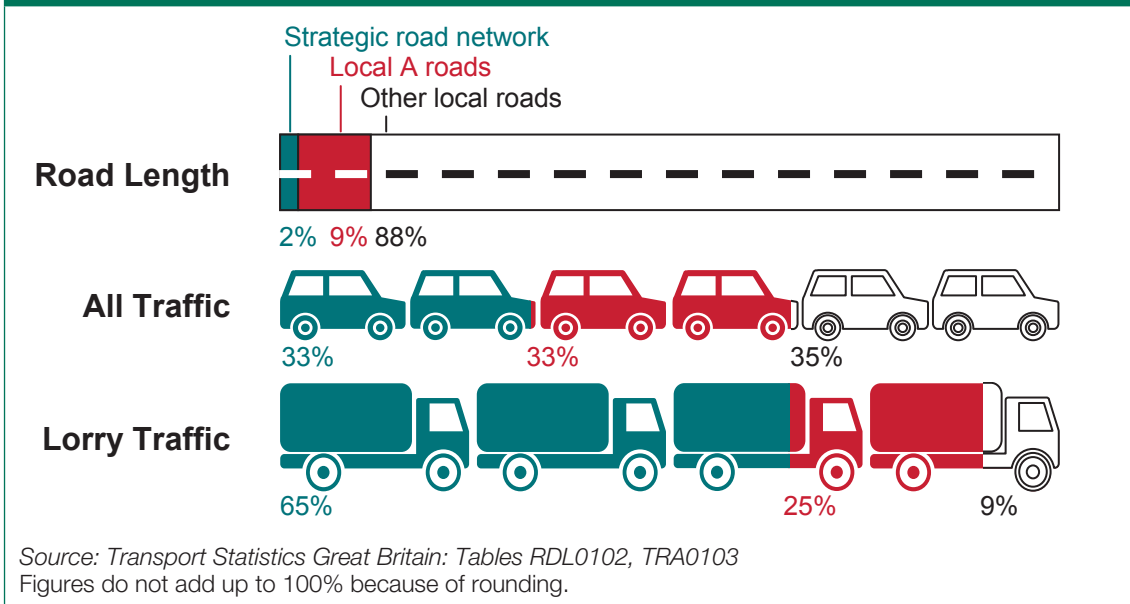 Strategic road network
Local A roads
Other local roads
Road Length
2% 9% 88%
All Traffic
33% 33% 35%
Lorry Traffic
65% 25% 9%
Source: Transport Statistics Great Britain: Tables RDL0102, TRA0103
Figures do not add up to 100% because of rounding.